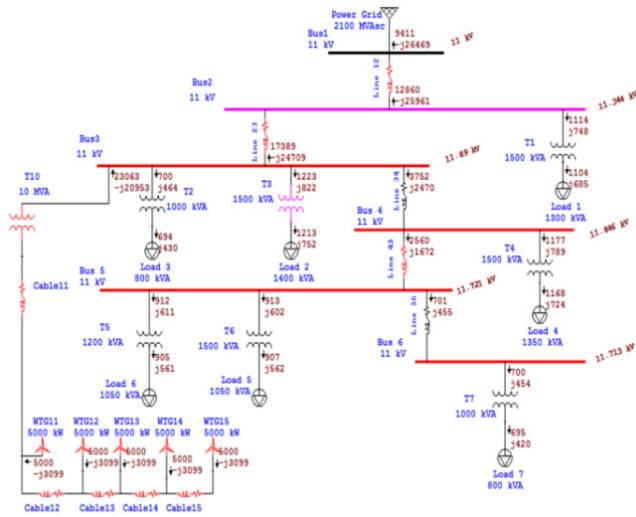 Power Grid
2100 MVAsc
9411
j26469
Bus1
11 kV
11 kV
Line 12
12860
j25961
Bus2
11 kV
11.344 kV
1114
j748
T1
1500 kVA
1104
j685
Load 1
1300 kVA
Line 23
17389
j24709
Bus3
11 kV
11.89 kV
T10
10 MVA
23063
-j20953
700
j464
T2
1000 kVA
694
j430
Load 3
800 kVA
1223
j822
T3
1500 kVA
1213
j752
Load 2
1400 kVA
3752
j2470
Line 34
Bus 4
11 kV
11.846 kV
1177
j789
T4
1500 kVA
1168
j724
Load 4
1350 kVA
2560
j1672
Cable11
Bus 5
11 kV
11.721 kV
912
j611
T5
1200 kVA
905
j561
Load 6
1050 kVA
913
j602
T6
1500 kVA
907
j562
Load 5
1050 kVA
701
j455
Line 36
Bus 6
11 kV
11.713 kV
700
j454
T7
1000 kVA
695
j420
Load 7
800 kVA
WTG11
5000 kW
WTG12
5000 kW
WTG13
5000 kW
WTG14
5000 kW
WTG15
5000 kW
5000
-j3099
5000
-j3099
5000
-j3099
5000
-j3099
5000
-j3099
Cable12
Cable13
Cable14
Cable15